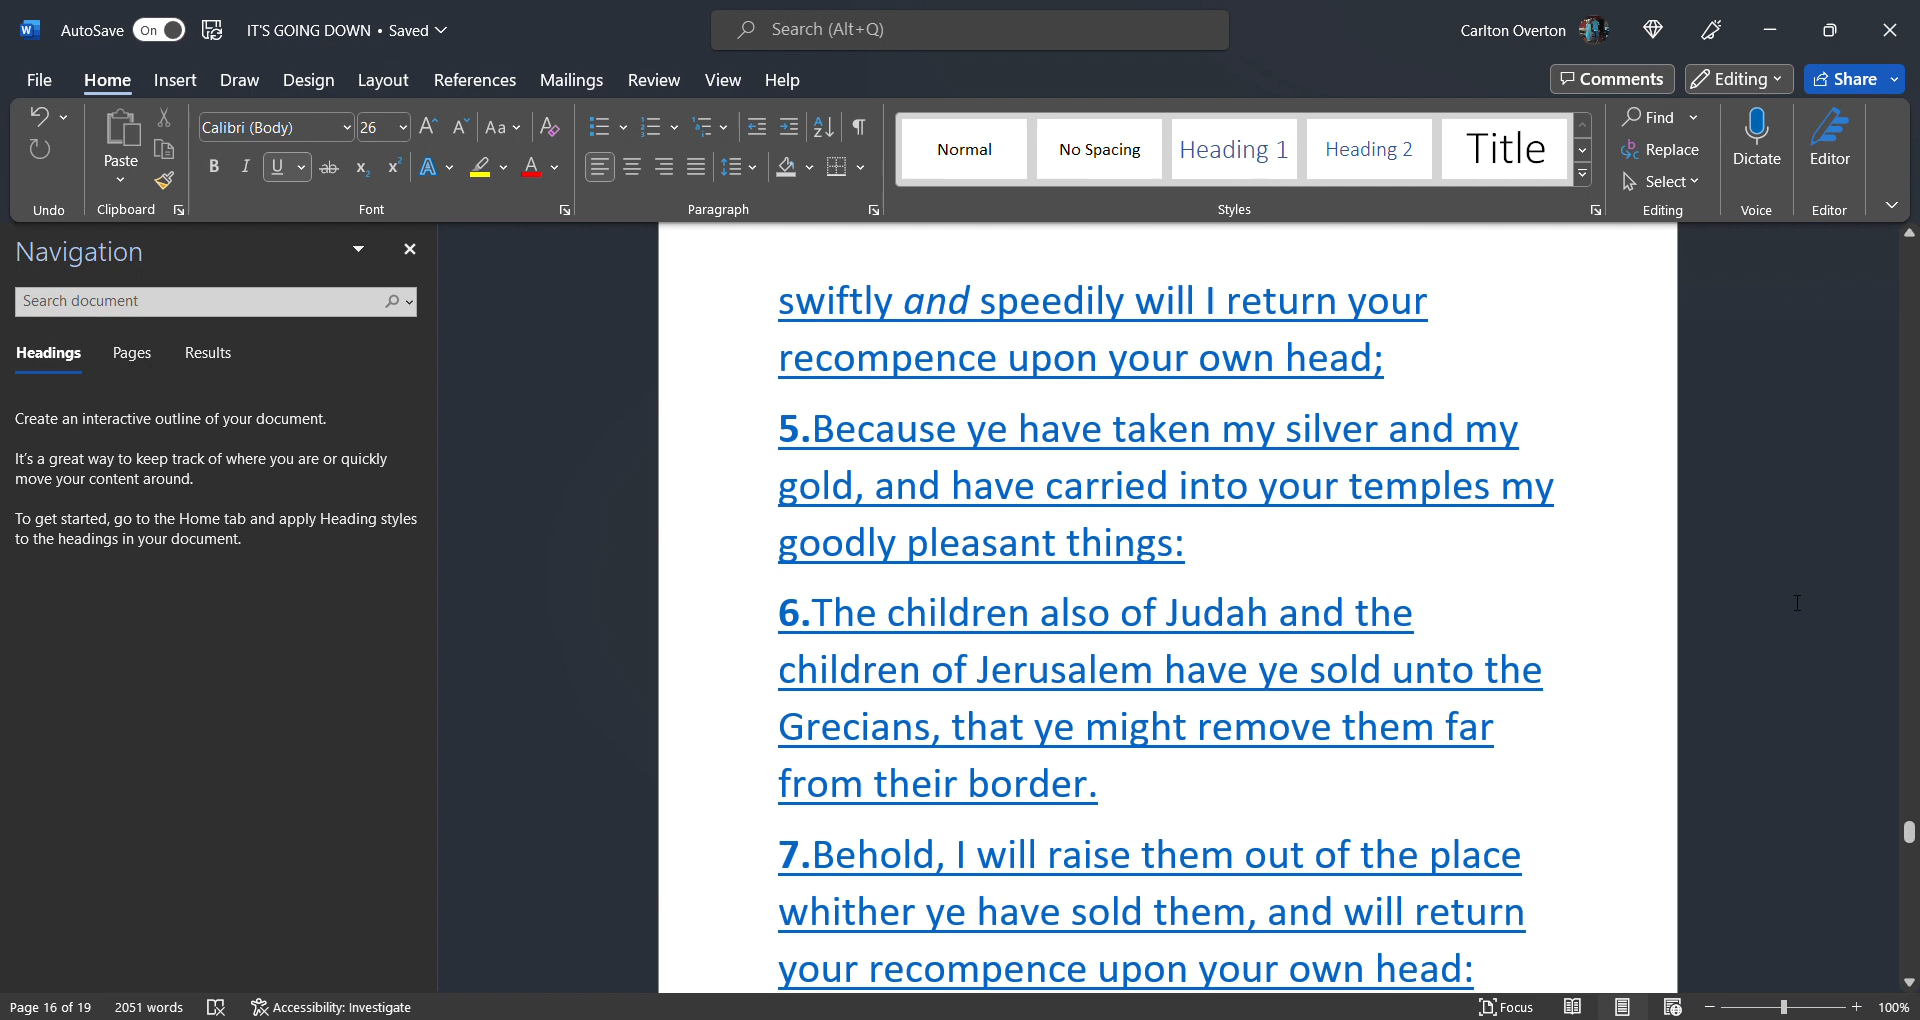 AutoSave On IT'S GOING DOWN • Saved Search (Alt+Q) Carlton Overton
File Home Insert Draw Design Layout References Mailings Review View Help Comments Editing Share
Calibri (Body) 26 Aa
Paste
B I U ab x₂ x² A A
Normal No Spacing Heading 1 Heading 2 Title
Find
Replace
Select
Dictate Editor
Undo Clipboard Font Paragraph Styles Editing Voice Editor
Navigation
Search document
Headings Pages Results
Create an interactive outline of your document.
It's a great way to keep track of where you are or quickly
move your content around.
To get started, go to the Home tab and apply Heading styles
to the headings in your document.
swiftly and speedily will I return your
recompence upon your own head;
5.Because ye have taken my silver and my
gold, and have carried into your temples my
goodly pleasant things:
6.The children also of Judah and the
children of Jerusalem have ye sold unto the
Grecians, that ye might remove them far
from their border.
7.Behold, I will raise them out of the place
whither ye have sold them, and will return
your recompence upon your own head:
Page 16 of 19 2051 words Accessibility: Investigate Focus 100%